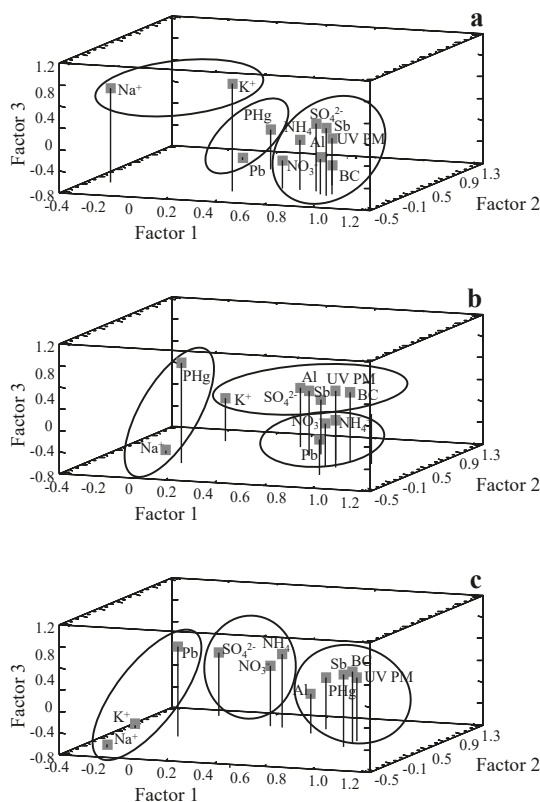 a
1.2
0.8
0.4
0
-0.4
-0.8
Factor 3
-0.4 -0.2 0 0.2 0.4 0.6 0.8 1.0 1.2
Factor 1
-0.5
-0.1
0.5
0.9
1.3
Factor 2
Na⁺
K⁺
PHg
Pb
NH₄
SO₄²⁻
Sb
Al
UV PM
NO₃
BC
b
1.2
0.8
0.4
0
-0.4
-0.8
Factor 3
-0.4 -0.2 0 0.2 0.4 0.6 0.8 1.0 1.2
Factor 1
-0.5
-0.1
0.5
0.9
1.3
Factor 2
PHg
Na⁺
K⁺
Al
UV PM
SO₄²⁻
Sb
BC
NO₃
NH₄
Pb
c
1.2
0.8
0.4
0
-0.4
-0.8
Factor 3
-0.4 -0.2 0 0.2 0.4 0.6 0.8 1.0 1.2
Factor 1
-0.5
-0.1
0.5
0.9
1.3
Factor 2
Pb
K⁺
Na⁺
SO₄²⁻
NH₄
NO₃
Sb
BC
Al
PHg
UV PM